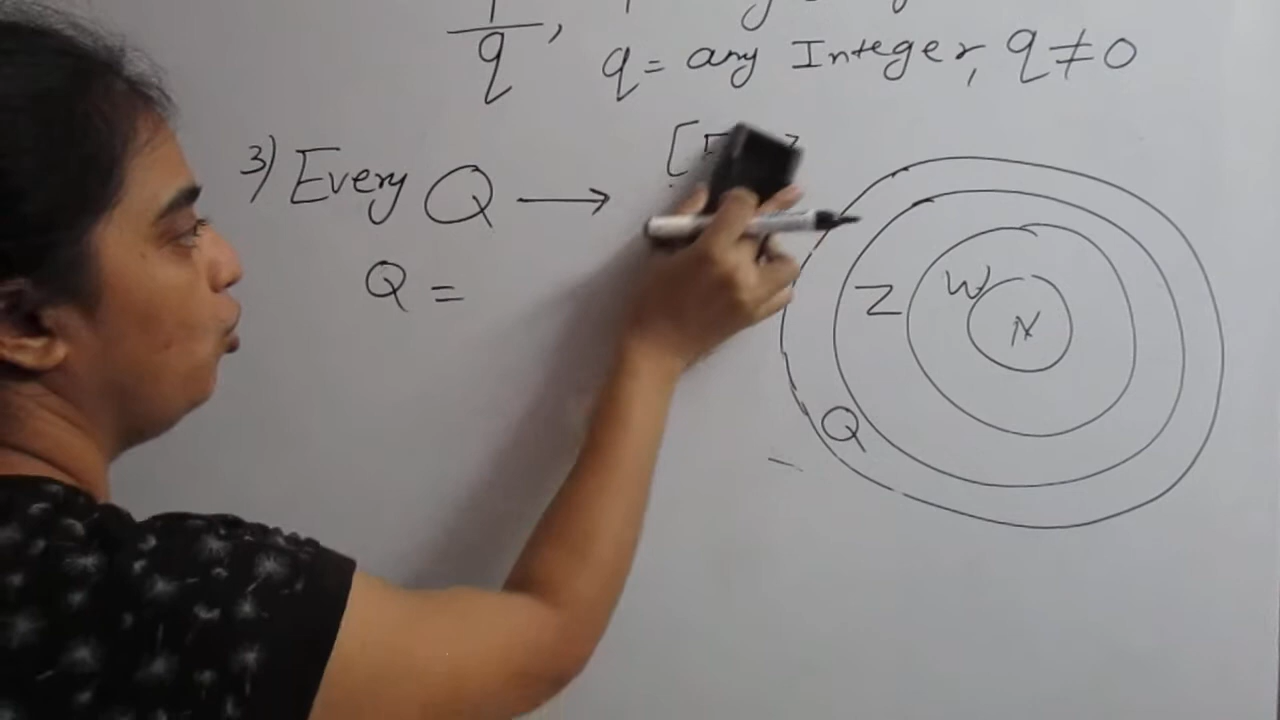 q,
q = any Integer, q ≠ 0
3) Every Q →
Q =
Z
W
N
Q